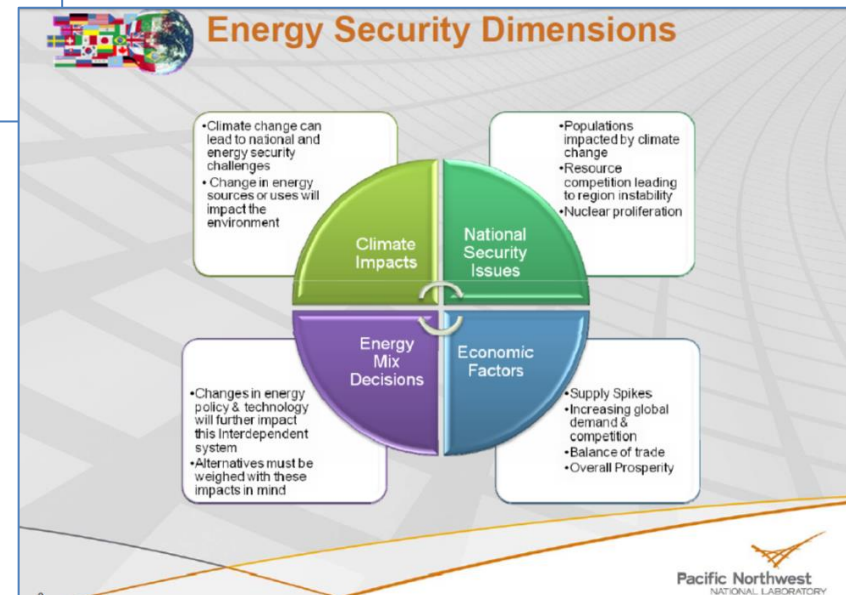 Energy Security Dimensions
•Climate change can
lead to national and
energy security
challenges
• Change in energy
sources or uses will
impact the
environment
•Populations
impacted by climate
change
•Resource
competition leading
to region instability
•Nuclear proliferation
Climate
Impacts
National
Security
Issues
Energy
Mix
Decisions
Economic
Factors
•Changes in energy
policy & technology
will further impact
this Interdependent
system
•Alternatives must be
weighed with these
impacts in mind
•Supply Spikes
•Increasing global
demand &
competition
•Balance of trade
•Overall Prosperity
Pacific Northwest
NATIONAL LABORATORY